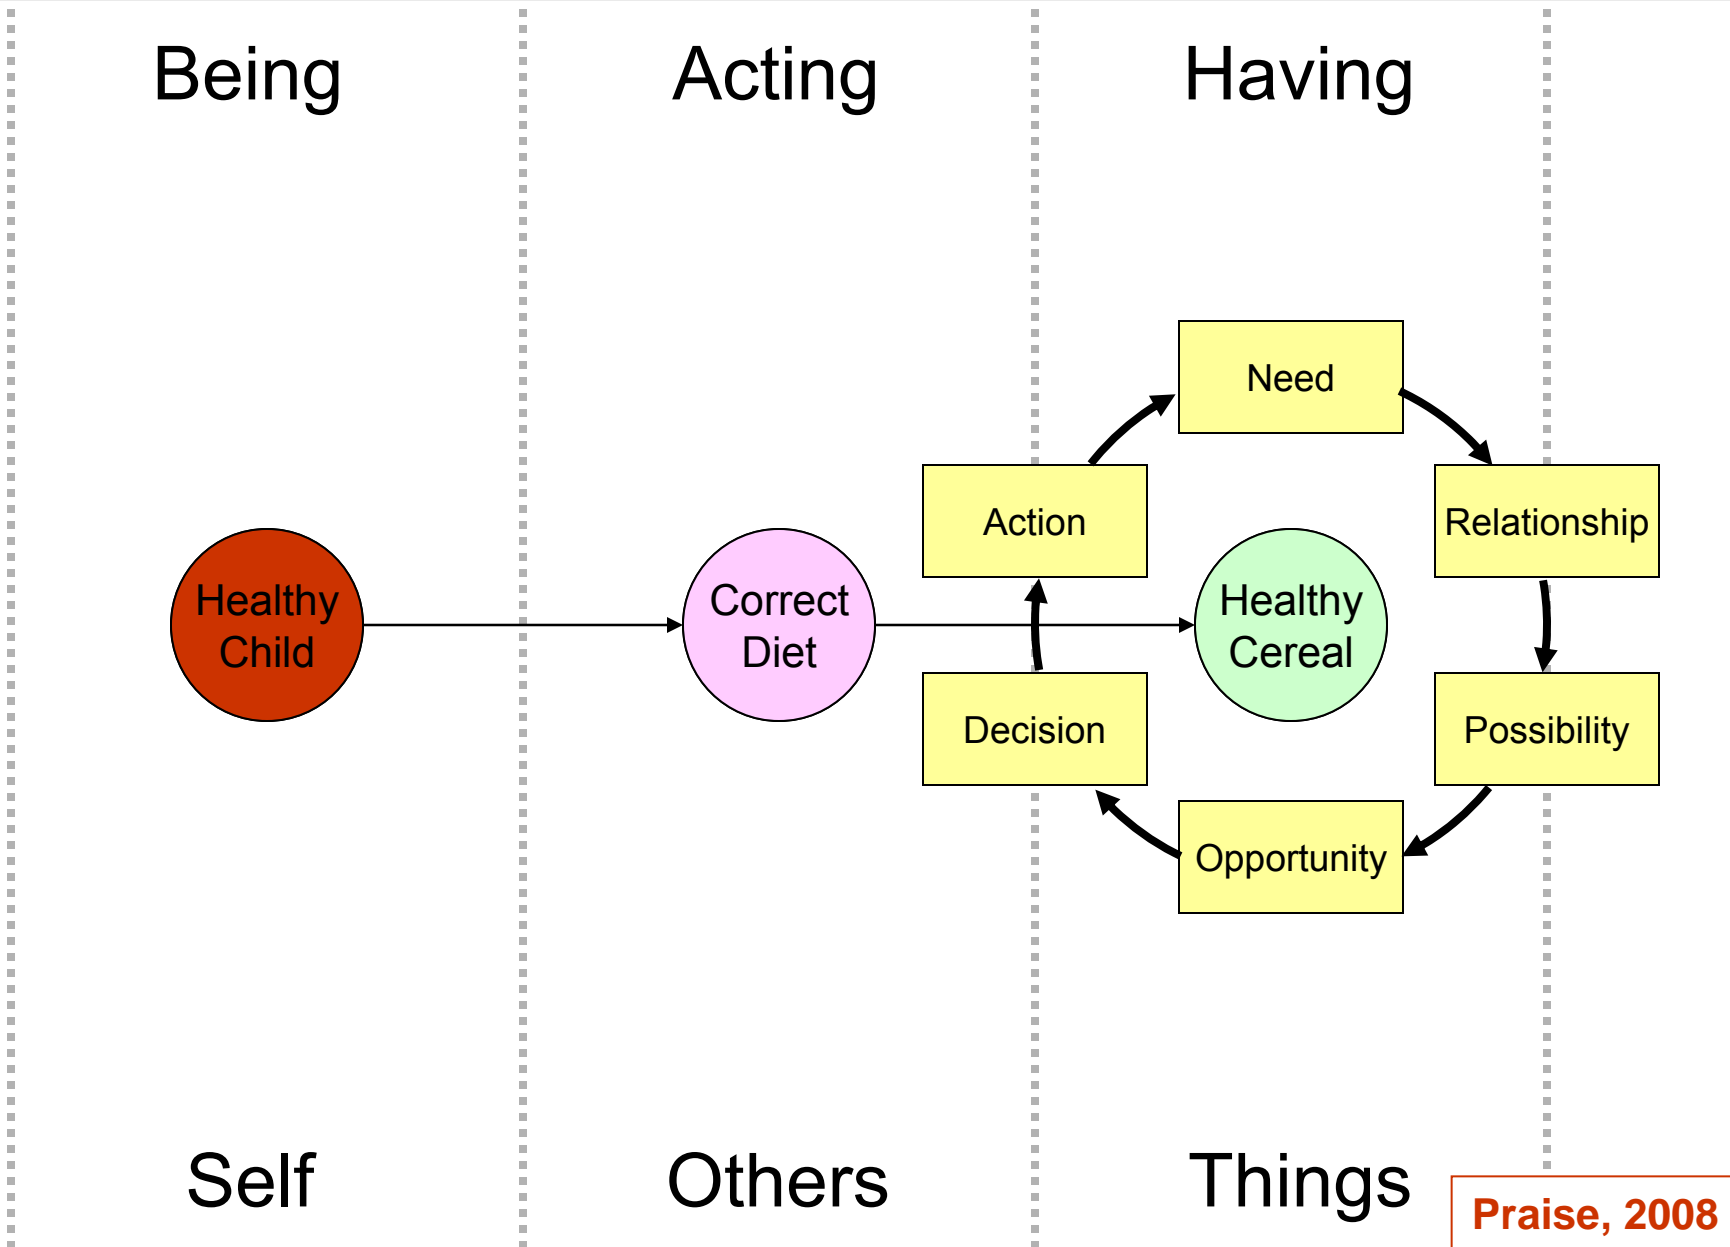 Being
Acting
Having
Need
Action
Relationship
Healthy
Child
Correct
Diet
Healthy
Cereal
Decision
Possibility
Opportunity
Self
Others
Things
Praise, 2008